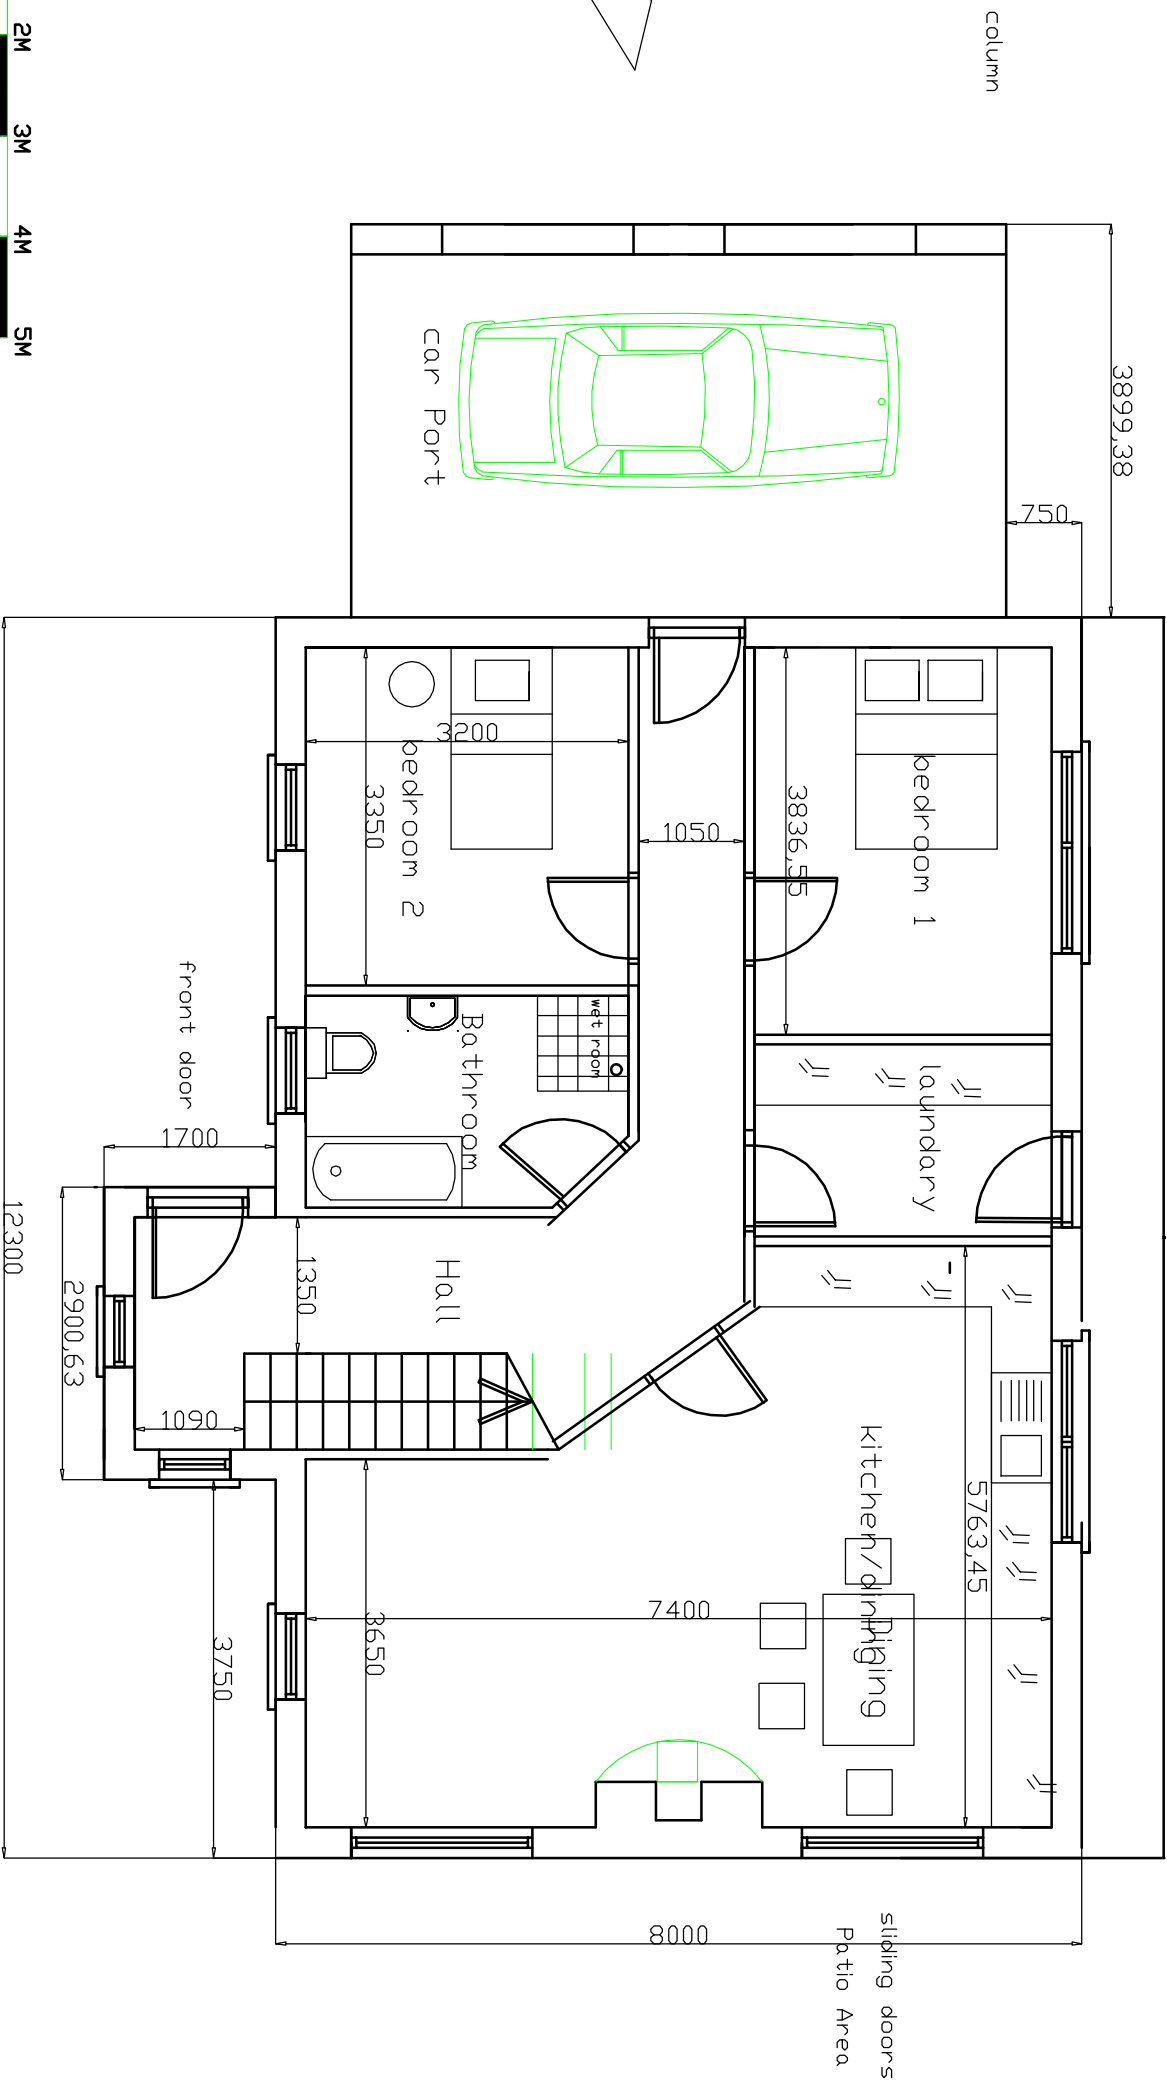 column
2M
3M
4M
5M
3899,38
car Port
750
3200
bedroom 2
3350
1050
3836,55
bedroom 1
front door
wet room
Bathroom
laundary
1700
12300
2900,63
1350
Hall
1090
kitchen/dining
Dining
5763,45
7400
3650
3750
8000
sliding doors
Patio Area